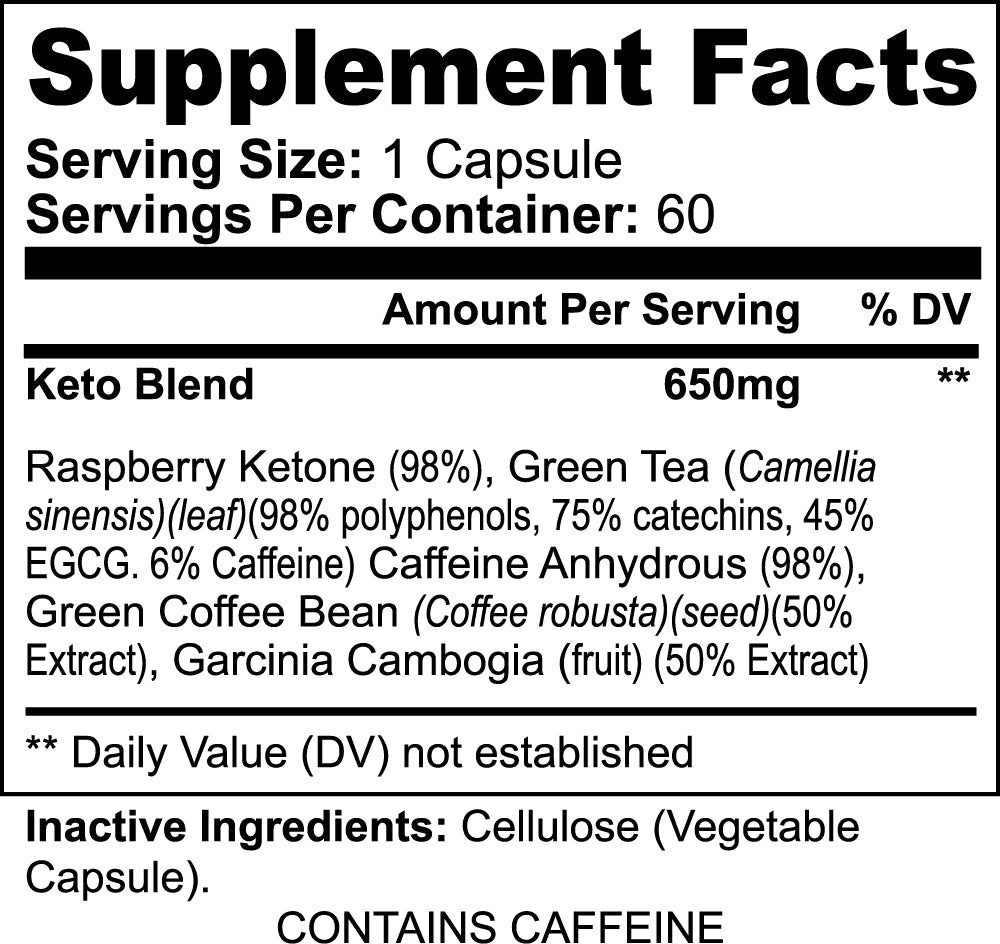 Supplement Facts
Serving Size: 1 Capsule
Servings Per Container: 60
Amount Per Serving % DV
Keto Blend 650mg **
Raspberry Ketone (98%), Green Tea (Camellia
sinensis)(leaf)(98% polyphenols, 75% catechins, 45%
EGCG. 6% Caffeine) Caffeine Anhydrous (98%),
Green Coffee Bean (Coffee robusta)(seed)(50%
Extract), Garcinia Cambogia (fruit) (50% Extract)
** Daily Value (DV) not established
Inactive Ingredients: Cellulose (Vegetable
Capsule).
CONTAINS CAFFEINE